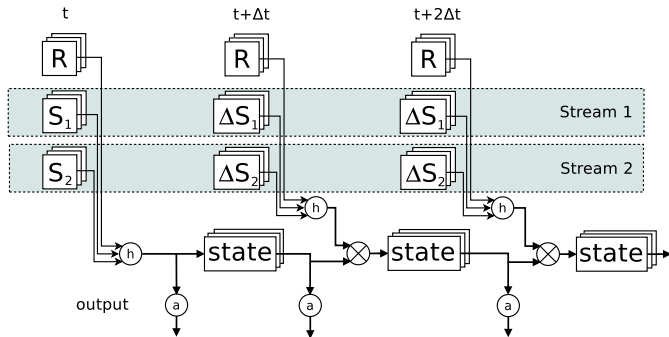 t t+Δt t+2Δt
R R R
S1 ΔS1 ΔS1 Stream 1
S2 ΔS2 ΔS2 Stream 2
h h
h state state state
output a a a